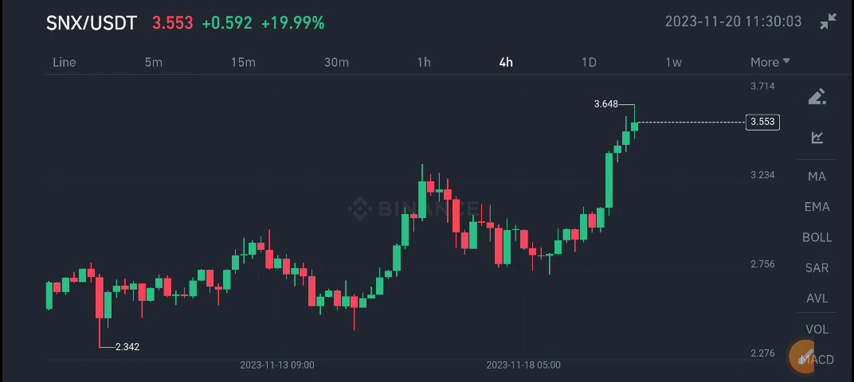 SNX/USDT 3.553 +0.592 +19.99% 2023-11-20 11:30:03
Line 5m 15m 30m 1h 4h 1D 1w More
3.714
3.648
3.553
3.234
2.756
2.342
2.276
BINANCE
MA
EMA
BOLL
SAR
AVL
VOL
MACD
2023-11-13 09:00 2023-11-18 05:00